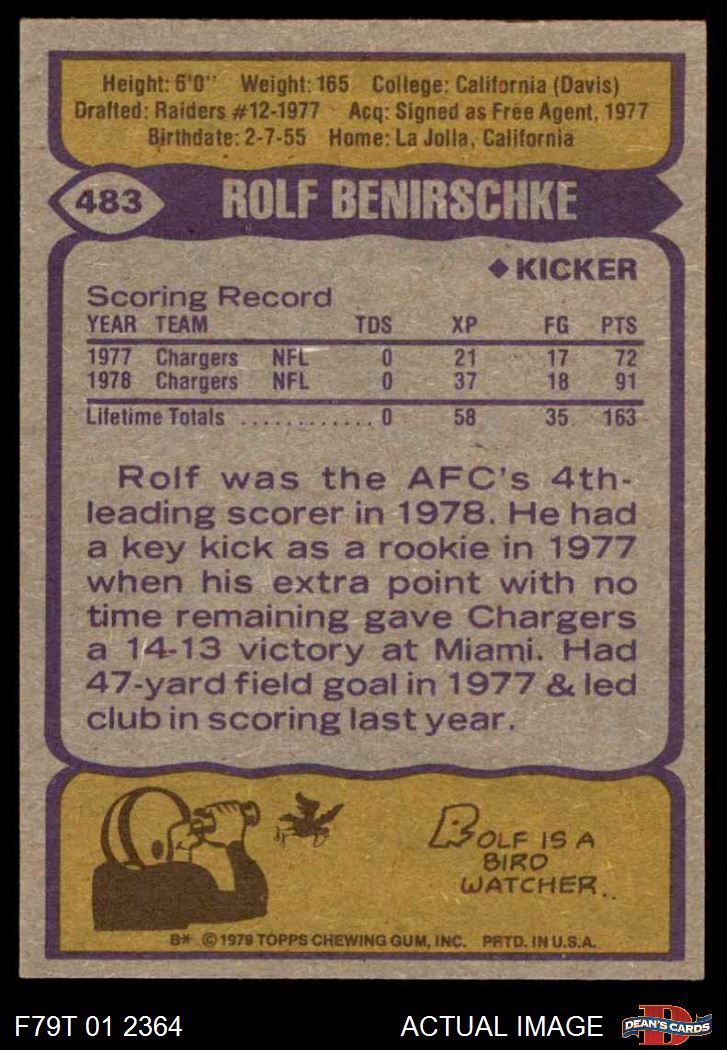 Height: 6'0" Weight: 165 College: California (Davis)
Drafted: Raiders #12-1977 Acq: Signed as Free Agent, 1977
Birthdate: 2-7-55 Home: La Jolla, California
483 ROLF BENIRSCHKE
◆ KICKER
Scoring Record
YEAR TEAM TDS XP FG PTS
1977 Chargers NFL 0 21 17 72
1978 Chargers NFL 0 37 18 91
Lifetime Totals ............ 0 58 35 163
Rolf was the AFC's 4th-
leading scorer in 1978. He had
a key kick as a rookie in 1977
when his extra point with no
time remaining gave Chargers
a 14-13 victory at Miami. Had
47-yard field goal in 1977 & led
club in scoring last year.
ROLF IS A
BIRD
WATCHER..
B* © 1979 TOPPS CHEWING GUM, INC. PRTD. IN U.S.A.
F79T 01 2364 ACTUAL IMAGE D DEAN'S CARDS